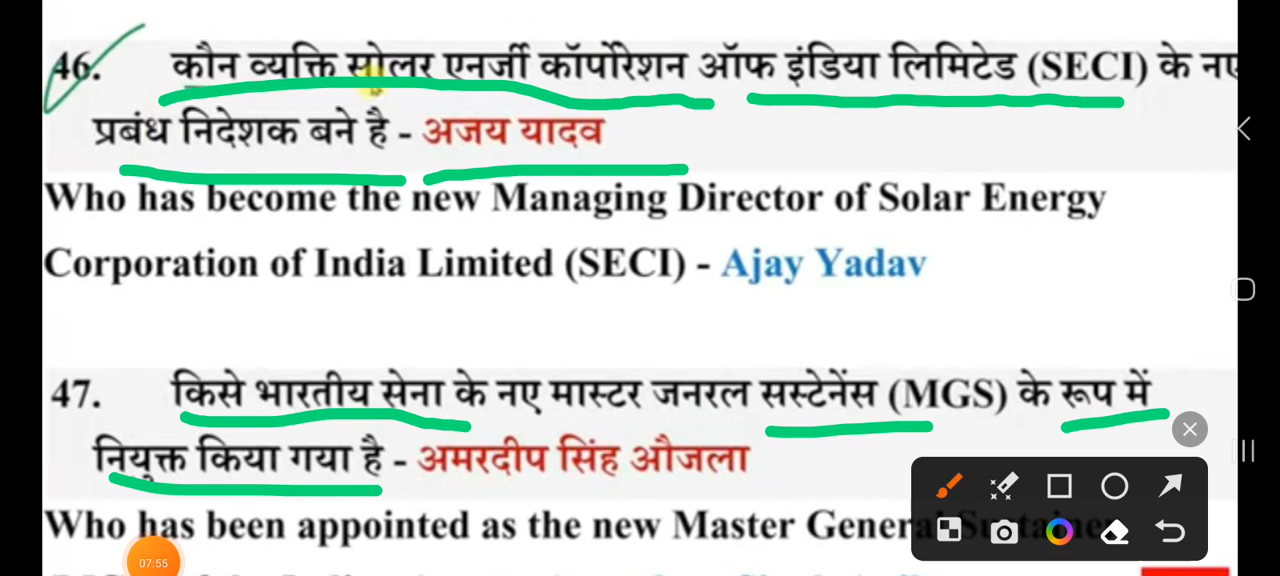 46. कौन व्यक्ति सोलर एनर्जी कॉर्पोरेशन ऑफ इंडिया लिमिटेड (SECI) के नए
प्रबंध निदेशक बने है - अजय यादव
Who has become the new Managing Director of Solar Energy
Corporation of India Limited (SECI) - Ajay Yadav
47. किसे भारतीय सेना के नए मास्टर जनरल सस्टेनेंस (MGS) के रूप में
नियुक्त किया गया है - अमरदीप सिंह औजला
Who has been appointed as the new Master General
07:55